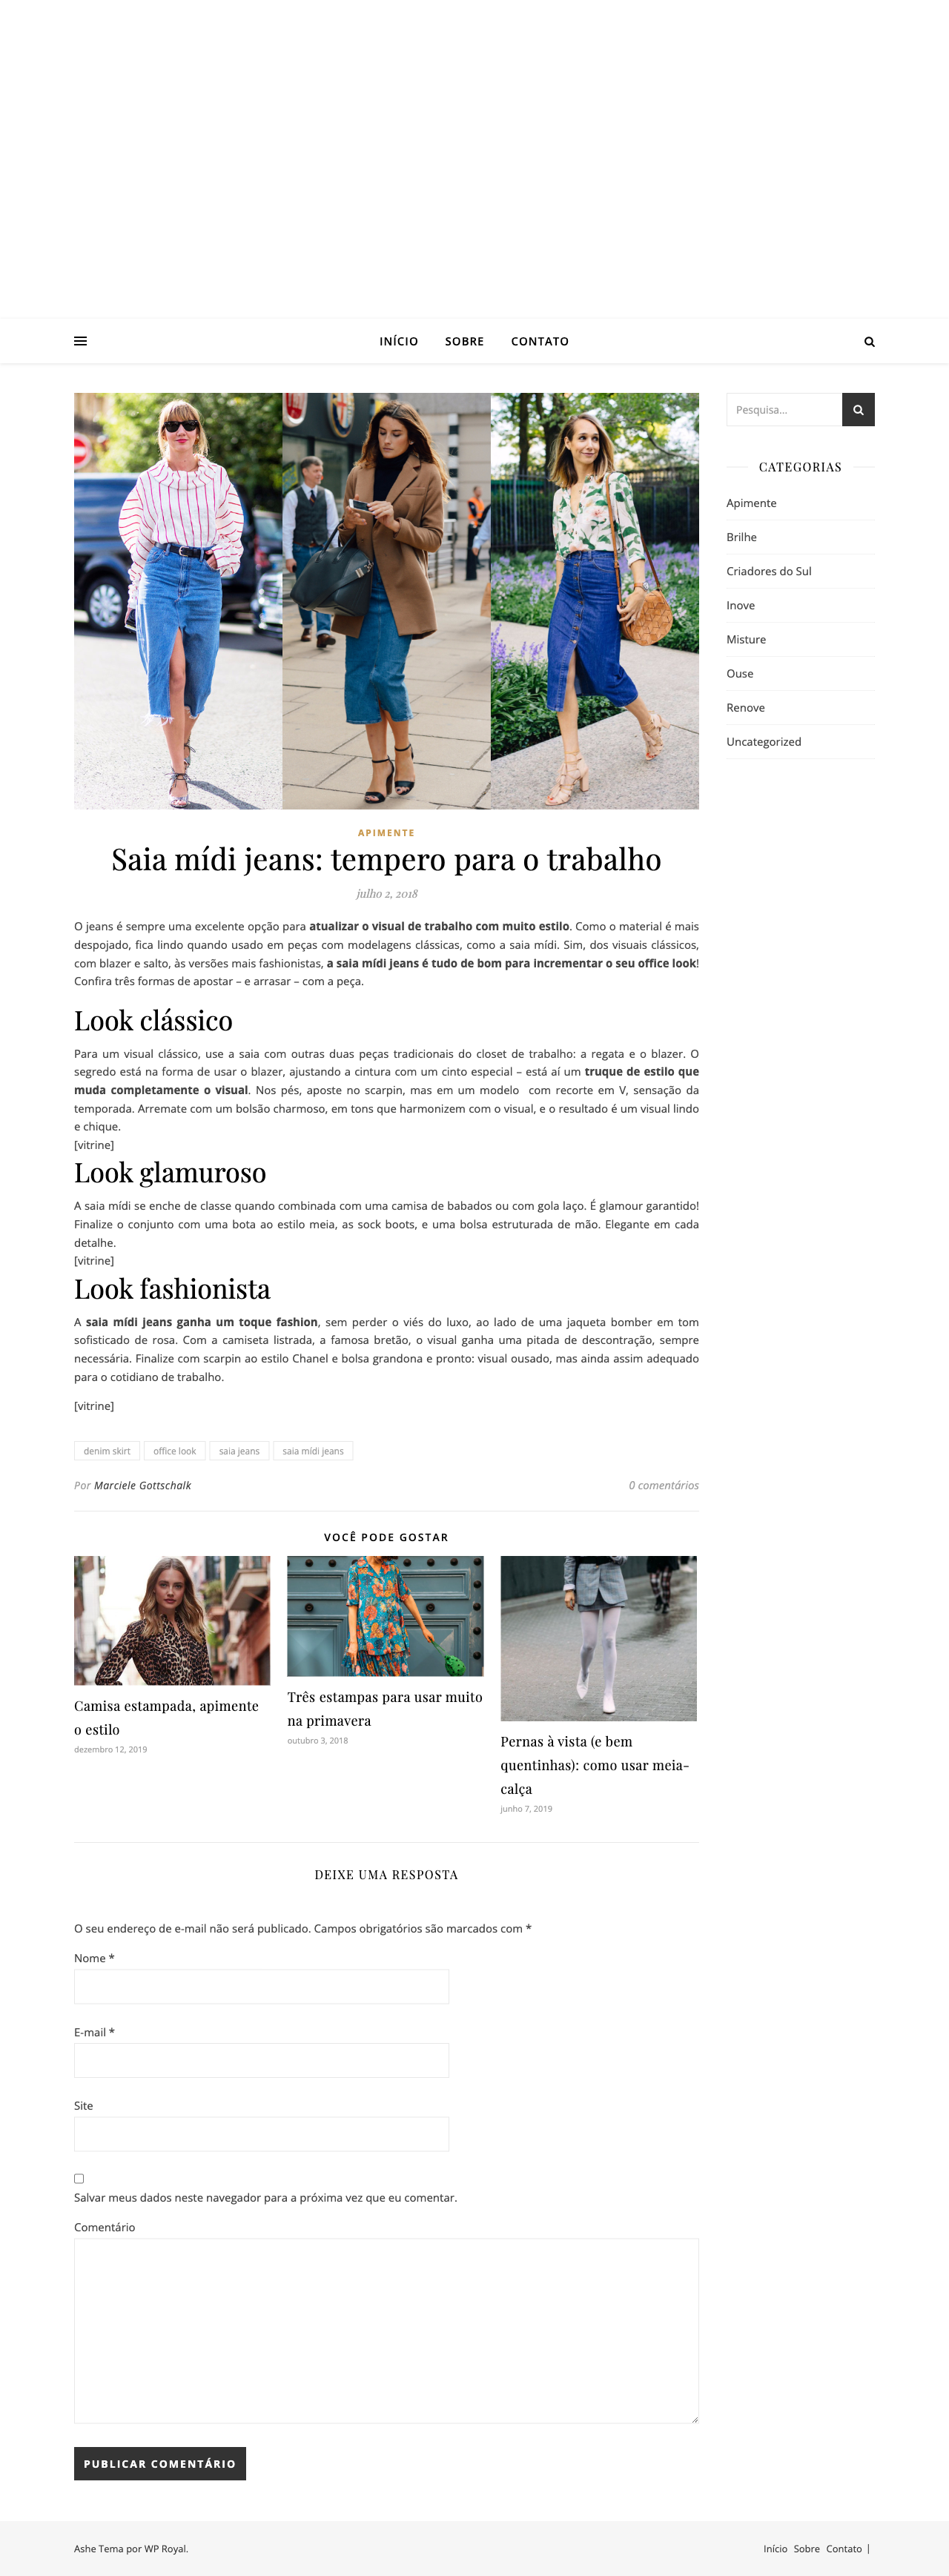 INÍCIO SOBRE CONTATO
Pesquisa...
CATEGORIAS
Apimente
Brilhe
Criadores do Sul
Inove
Misture
Ouse
Renove
Uncategorized
APIMENTE
Saia mídi jeans: tempero para o trabalho
julho 2, 2018
O jeans é sempre uma excelente opção para atualizar o visual de trabalho com muito estilo. Como o material é mais
despojado, fica lindo quando usado em peças com modelagens clássicas, como a saia mídi. Sim, dos visuais clássicos,
com blazer e salto, às versões mais fashionistas, a saia mídi jeans é tudo de bom para incrementar o seu office look!
Confira três formas de apostar – e arrasar – com a peça.
Look clássico
Para um visual clássico, use a saia com outras duas peças tradicionais do closet de trabalho: a regata e o blazer. O
segredo está na forma de usar o blazer, ajustando a cintura com um cinto especial – está aí um truque de estilo que
muda completamente o visual. Nos pés, aposte no scarpin, mas em um modelo  com recorte em V, sensação da
temporada. Arremate com um bolsão charmoso, em tons que harmonizem com o visual, e o resultado é um visual lindo
e chique.
[vitrine]
Look glamuroso
A saia mídi se enche de classe quando combinada com uma camisa de babados ou com gola laço. É glamour garantido!
Finalize o conjunto com uma bota ao estilo meia, as sock boots, e uma bolsa estruturada de mão. Elegante em cada
detalhe.
[vitrine]
Look fashionista
A saia mídi jeans ganha um toque fashion, sem perder o viés do luxo, ao lado de uma jaqueta bomber em tom
sofisticado de rosa. Com a camiseta listrada, a famosa bretão, o visual ganha uma pitada de descontração, sempre
necessária. Finalize com scarpin ao estilo Chanel e bolsa grandona e pronto: visual ousado, mas ainda assim adequado
para o cotidiano de trabalho.
[vitrine]
denim skirt office look saia jeans saia mídi jeans
Por Marciele Gottschalk 0 comentários
VOCÊ PODE GOSTAR
Camisa estampada, apimente
o estilo
dezembro 12, 2019
Três estampas para usar muito
na primavera
outubro 3, 2018
Pernas à vista (e bem
quentinhas): como usar meia-
calça
junho 7, 2019
DEIXE UMA RESPOSTA
O seu endereço de e-mail não será publicado. Campos obrigatórios são marcados com *
Nome *
E-mail *
Site
Salvar meus dados neste navegador para a próxima vez que eu comentar.
Comentário
PUBLICAR COMENTÁRIO
Ashe Tema por WP Royal. Início Sobre Contato |